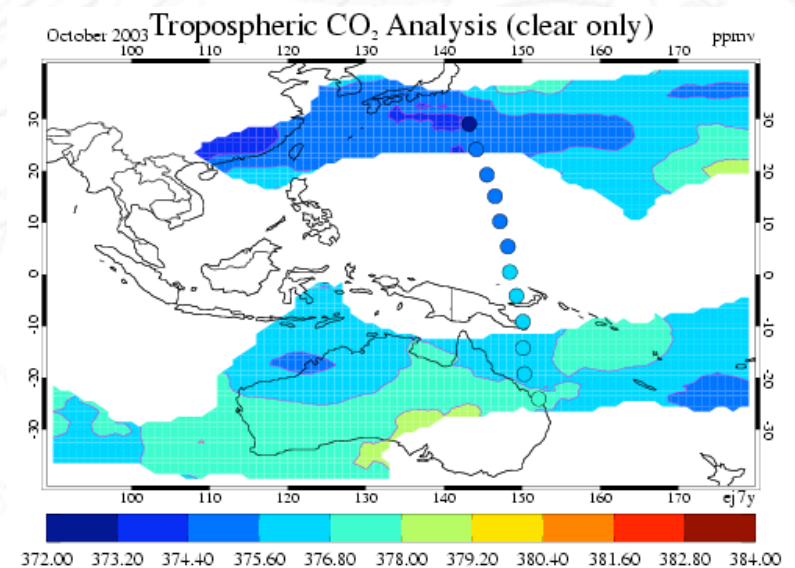 October 2003 Tropospheric CO₂ Analysis (clear only) ppmv
100 110 120 130 140 150 160 170
30 30
20 20
10 10
0 0
-10 -10
-20 -20
-30 -30
100 110 120 130 140 150 160 170
ej7y
372.00 373.20 374.40 375.60 376.80 378.00 379.20 380.40 381.60 382.80 384.00